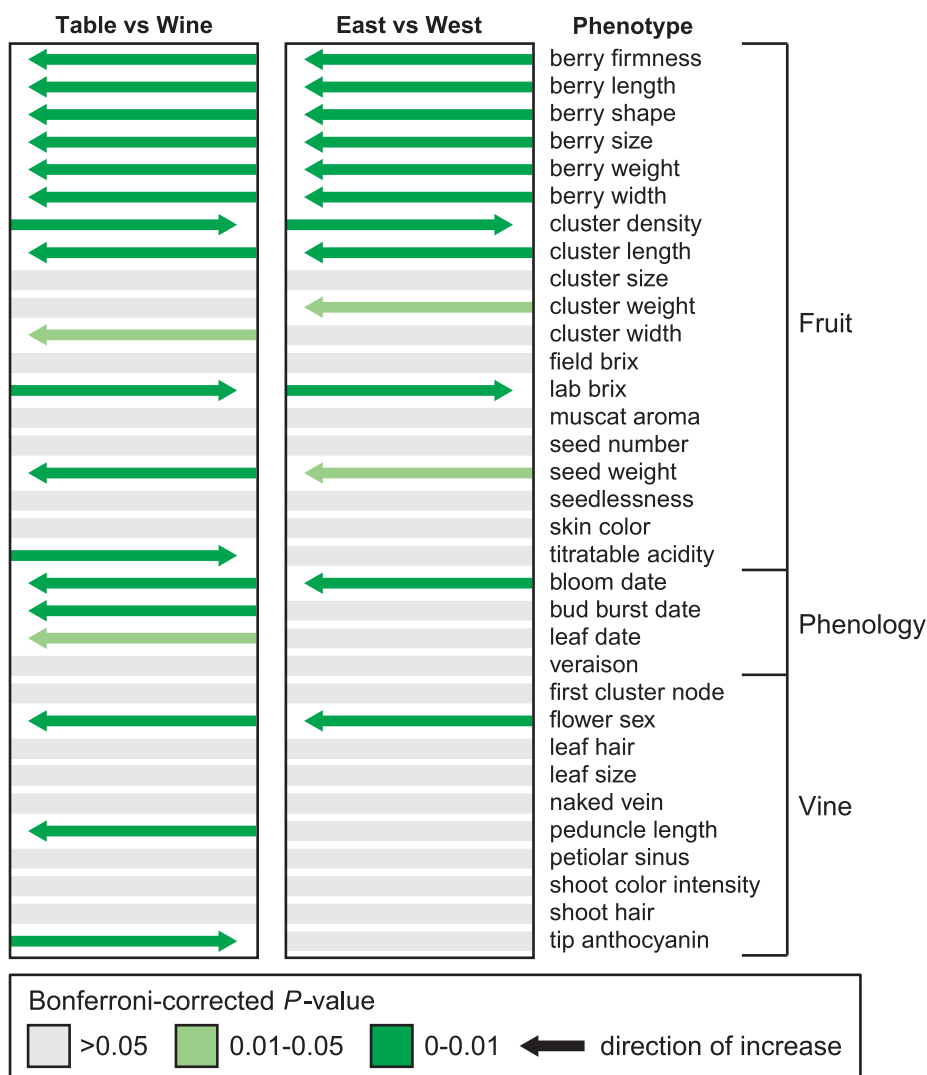 Table vs Wine East vs West Phenotype
berry firmness
berry length
berry shape
berry size
berry weight
berry width
cluster density
cluster length
cluster size
cluster weight
Fruit
cluster width
field brix
lab brix
muscat aroma
seed number
seed weight
seedlessness
skin color
titratable acidity
bloom date
bud burst date
Phenology
leaf date
veraison
first cluster node
flower sex
leaf hair
leaf size
naked vein
Vine
peduncle length
petiolar sinus
shoot color intensity
shoot hair
tip anthocyanin
Bonferroni-corrected P-value
>0.05 0.01-0.05 0-0.01 direction of increase